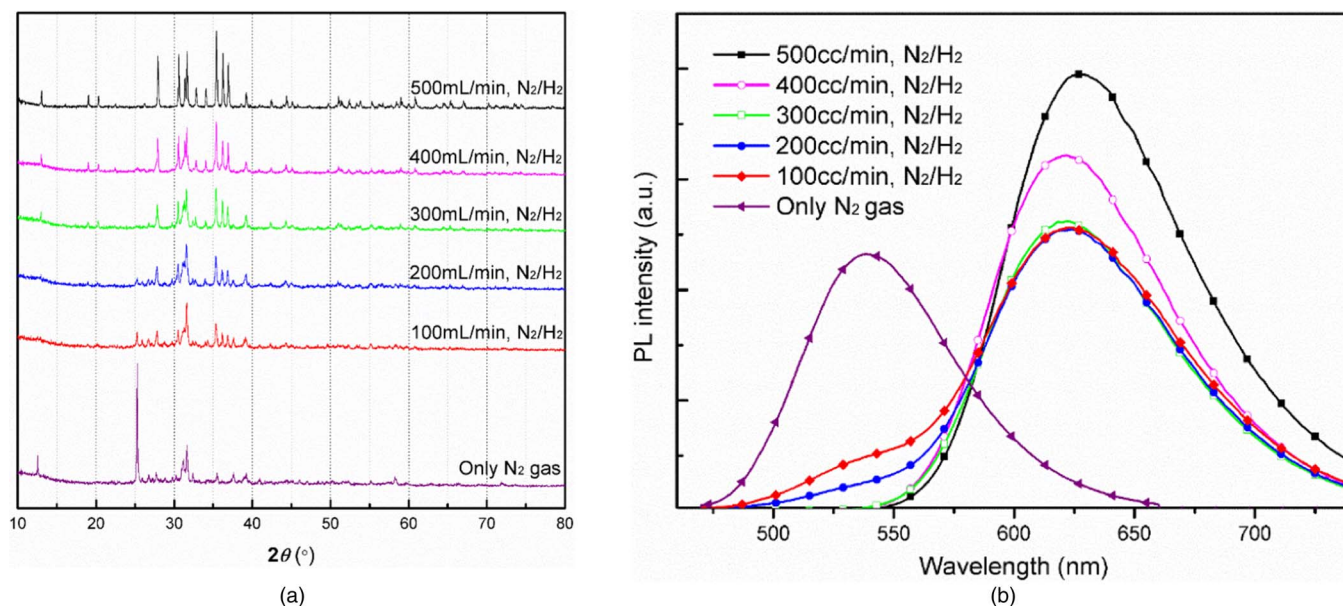 500mL/min, N₂/H₂
400mL/min, N₂/H₂
300mL/min, N₂/H₂
200mL/min, N₂/H₂
100mL/min, N₂/H₂
Only N₂ gas
10 20 30 40 50 60 70 80
2θ (°)
(a)
500cc/min, N₂/H₂
400cc/min, N₂/H₂
300cc/min, N₂/H₂
200cc/min, N₂/H₂
100cc/min, N₂/H₂
Only N₂ gas
PL intensity (a.u.)
500 550 600 650 700
Wavelength (nm)
(b)